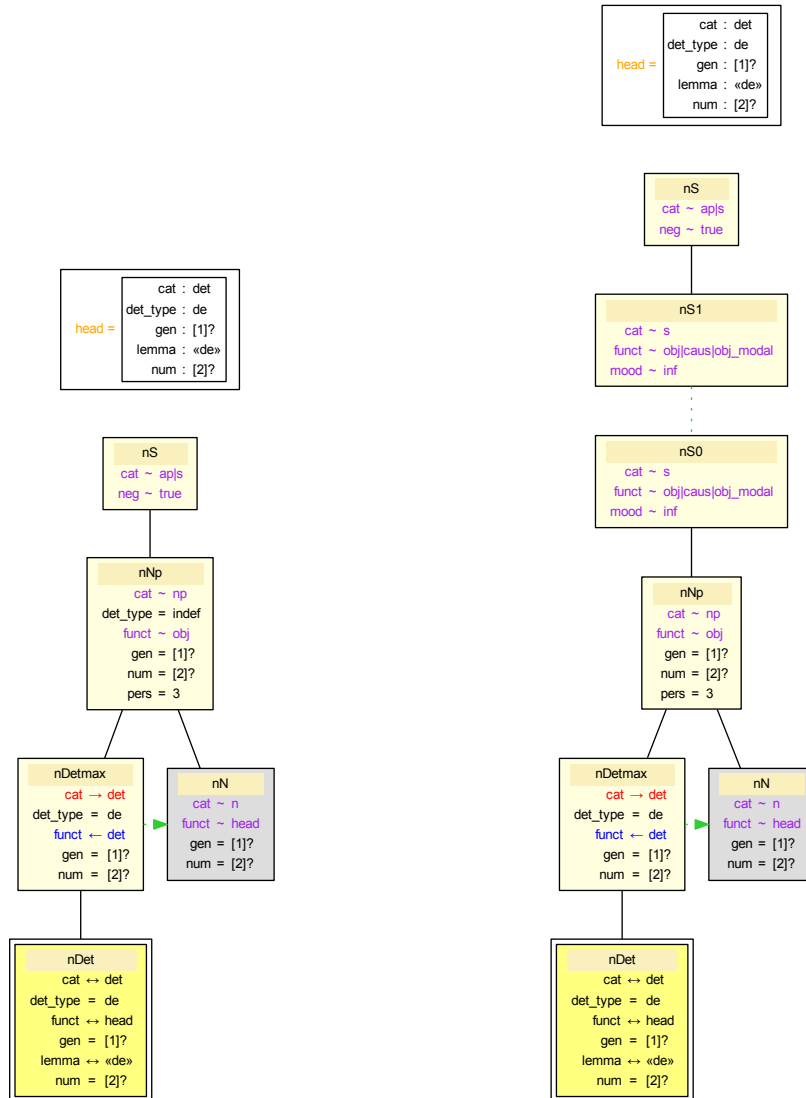 head =
cat : det
det_type : de
gen : [1]?
lemma : «de»
num : [2]?
nS
cat ~ ap|s
neg ~ true
nNp
cat ~ np
det_type = indef
funct ~ obj
gen = [1]?
num = [2]?
pers = 3
nDetmax
cat → det
det_type = de
funct ← det
gen = [1]?
num = [2]?
nN
cat ~ n
funct ~ head
gen = [1]?
num = [2]?
nDet
cat ↔ det
det_type = de
funct ↔ head
gen = [1]?
lemma ↔ «de»
num = [2]?
head =
cat : det
det_type : de
gen : [1]?
lemma : «de»
num : [2]?
nS
cat ~ ap|s
neg ~ true
nS1
cat ~ s
funct ~ obj|caus|obj_modal
mood ~ inf
nS0
cat ~ s
funct ~ obj|caus|obj_modal
mood ~ inf
nNp
cat ~ np
funct ~ obj
gen = [1]?
num = [2]?
pers = 3
nDetmax
cat → det
det_type = de
funct ← det
gen = [1]?
num = [2]?
nN
cat ~ n
funct ~ head
gen = [1]?
num = [2]?
nDet
cat ↔ det
det_type = de
funct ↔ head
gen = [1]?
lemma ↔ «de»
num = [2]?